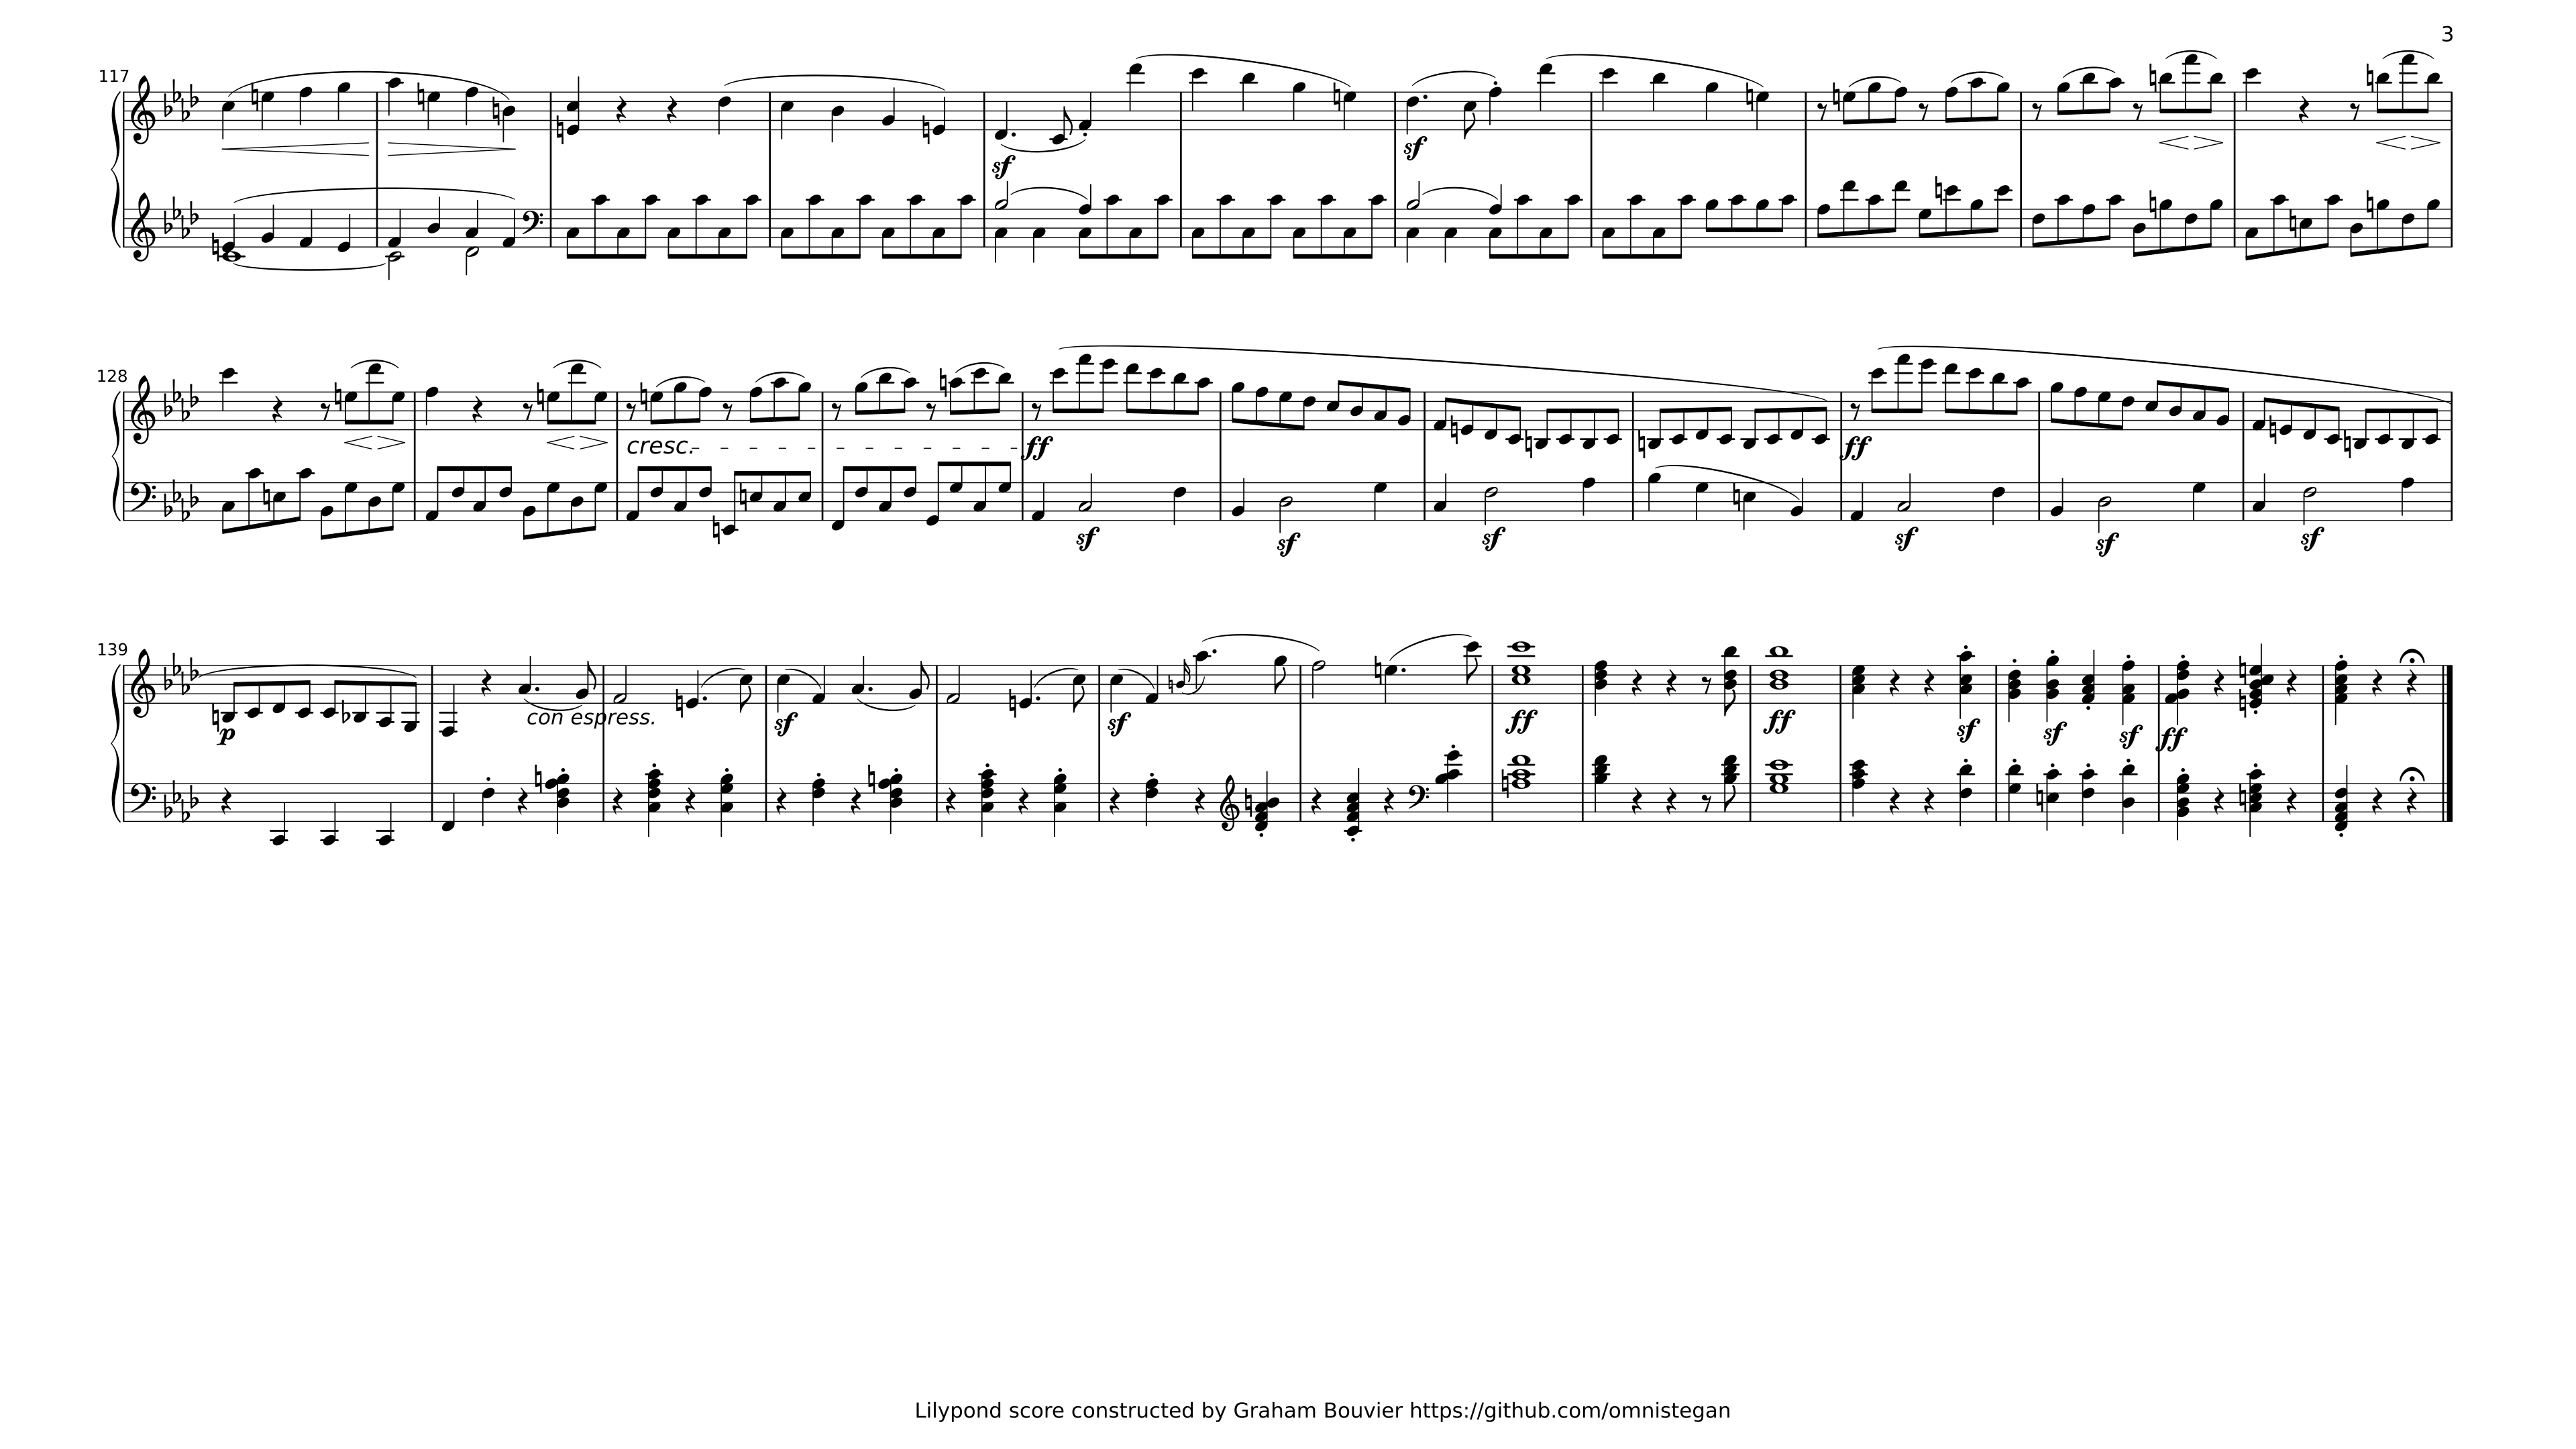 3
117
sf
sf
128
cresc.
ff
ff
sf
sf
sf
sf
sf
sf
139
p
con espress.
sf
sf
ff
ff
sf
sf
sf
ff
Lilypond score constructed by Graham Bouvier https://github.com/omnistegan